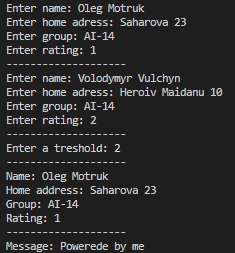 Enter name: Oleg Motruk
Enter home adress: Saharova 23
Enter group: AI-14
Enter rating: 1
--------------------
Enter name: Volodymyr Vulchyn
Enter home adress: Heroiv Maidanu 10
Enter group: AI-14
Enter rating: 2
--------------------
Enter a treshold: 2
--------------------
Name: Oleg Motruk
Home address: Saharova 23
Group: AI-14
Rating: 1
--------------------
Message: Powerede by me